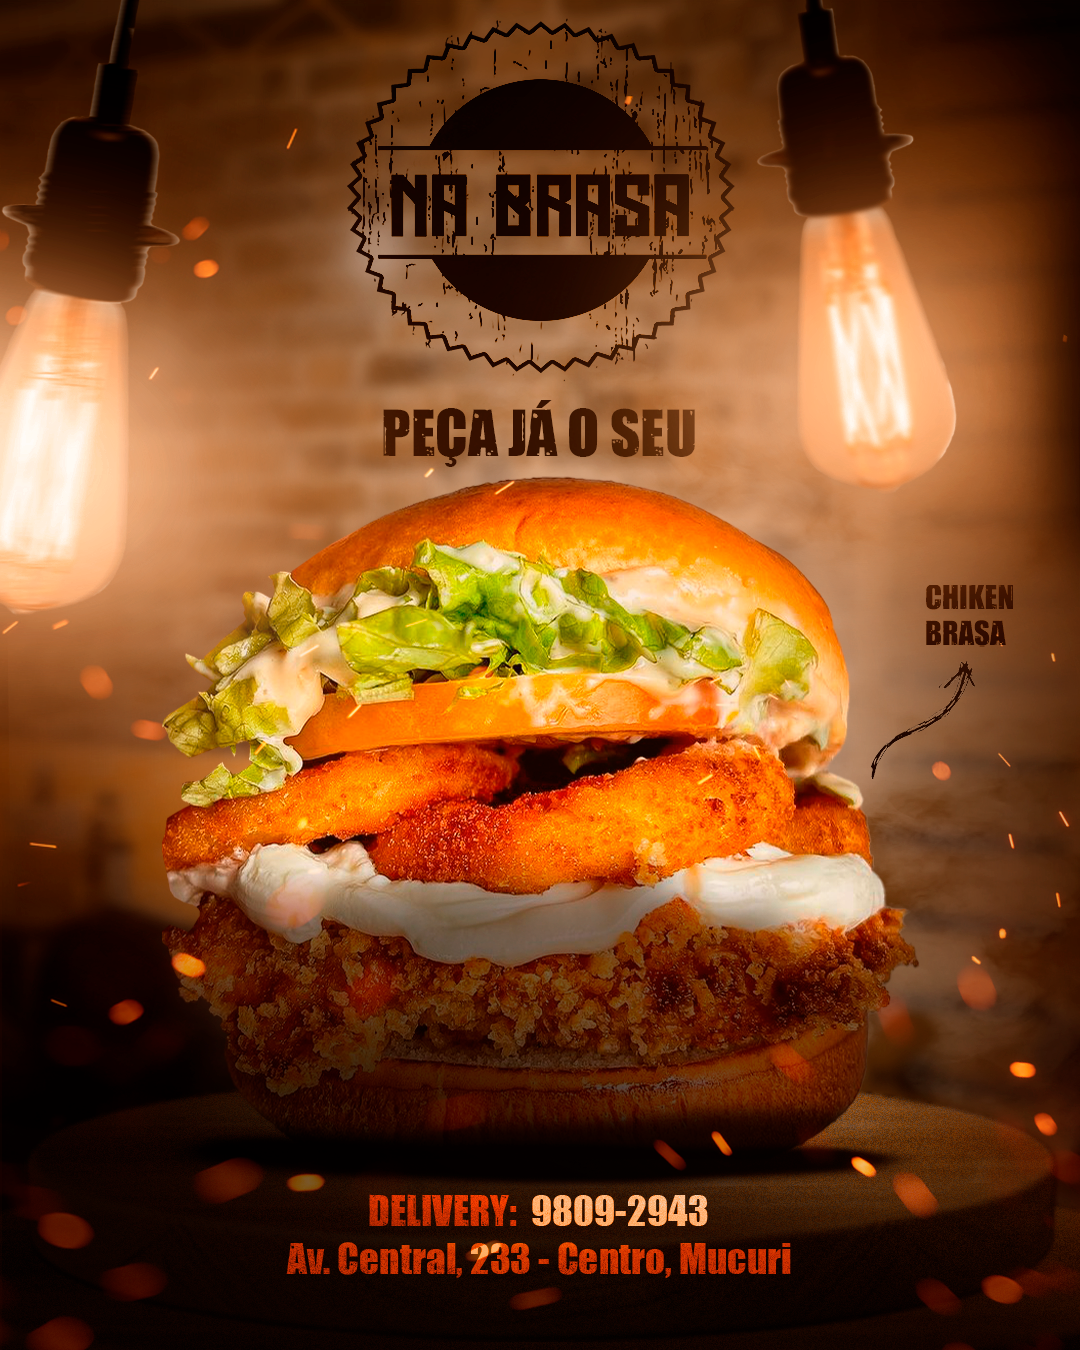 NA BRASA
PEÇA JÁ O SEU
CHIKEN
BRASA
DELIVERY: 9809-2943
Av. Central, 233 - Centro, Mucuri